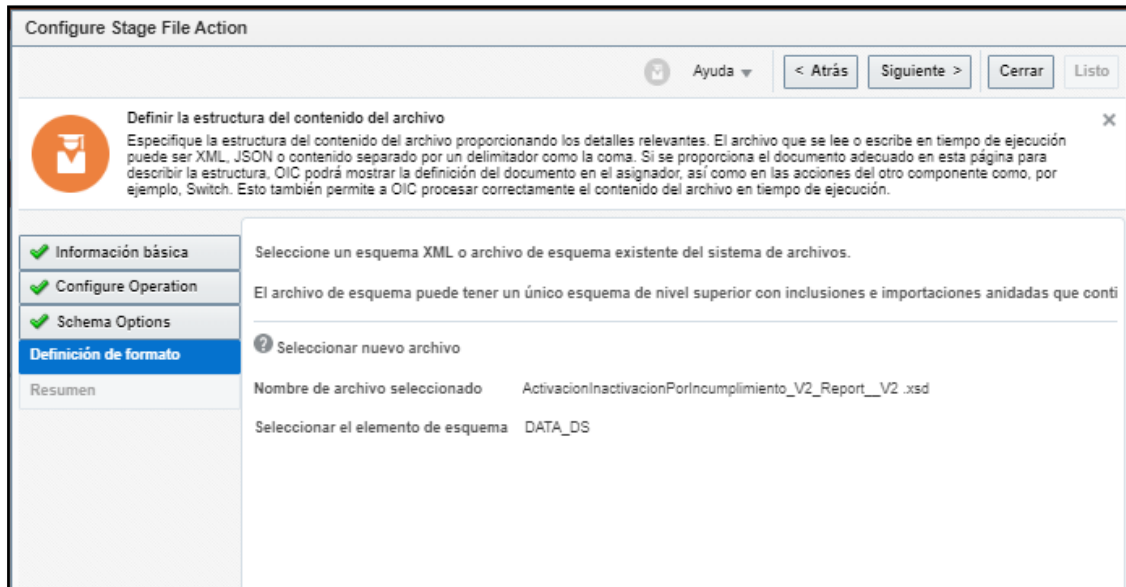 Configure Stage File Action
Ayuda
< Atrás
Siguiente >
Cerrar
Listo
Definir la estructura del contenido del archivo
Especifique la estructura del contenido del archivo proporcionando los detalles relevantes. El archivo que se lee o escribe en tiempo de ejecución
puede ser XML, JSON o contenido separado por un delimitador como la coma. Si se proporciona el documento adecuado en esta página para
describir la estructura, OIC podrá mostrar la definición del documento en el asignador, así como en las acciones del otro componente como, por
ejemplo, Switch. Esto también permite a OIC procesar correctamente el contenido del archivo en tiempo de ejecución.
Información básica
Configure Operation
Schema Options
Definición de formato
Resumen
Seleccione un esquema XML o archivo de esquema existente del sistema de archivos.
El archivo de esquema puede tener un único esquema de nivel superior con inclusiones e importaciones anidadas que conti
Seleccionar nuevo archivo
Nombre de archivo seleccionado ActivacionInactivacionPorIncumplimiento_V2_Report__V2 .xsd
Seleccionar el elemento de esquema DATA_DS